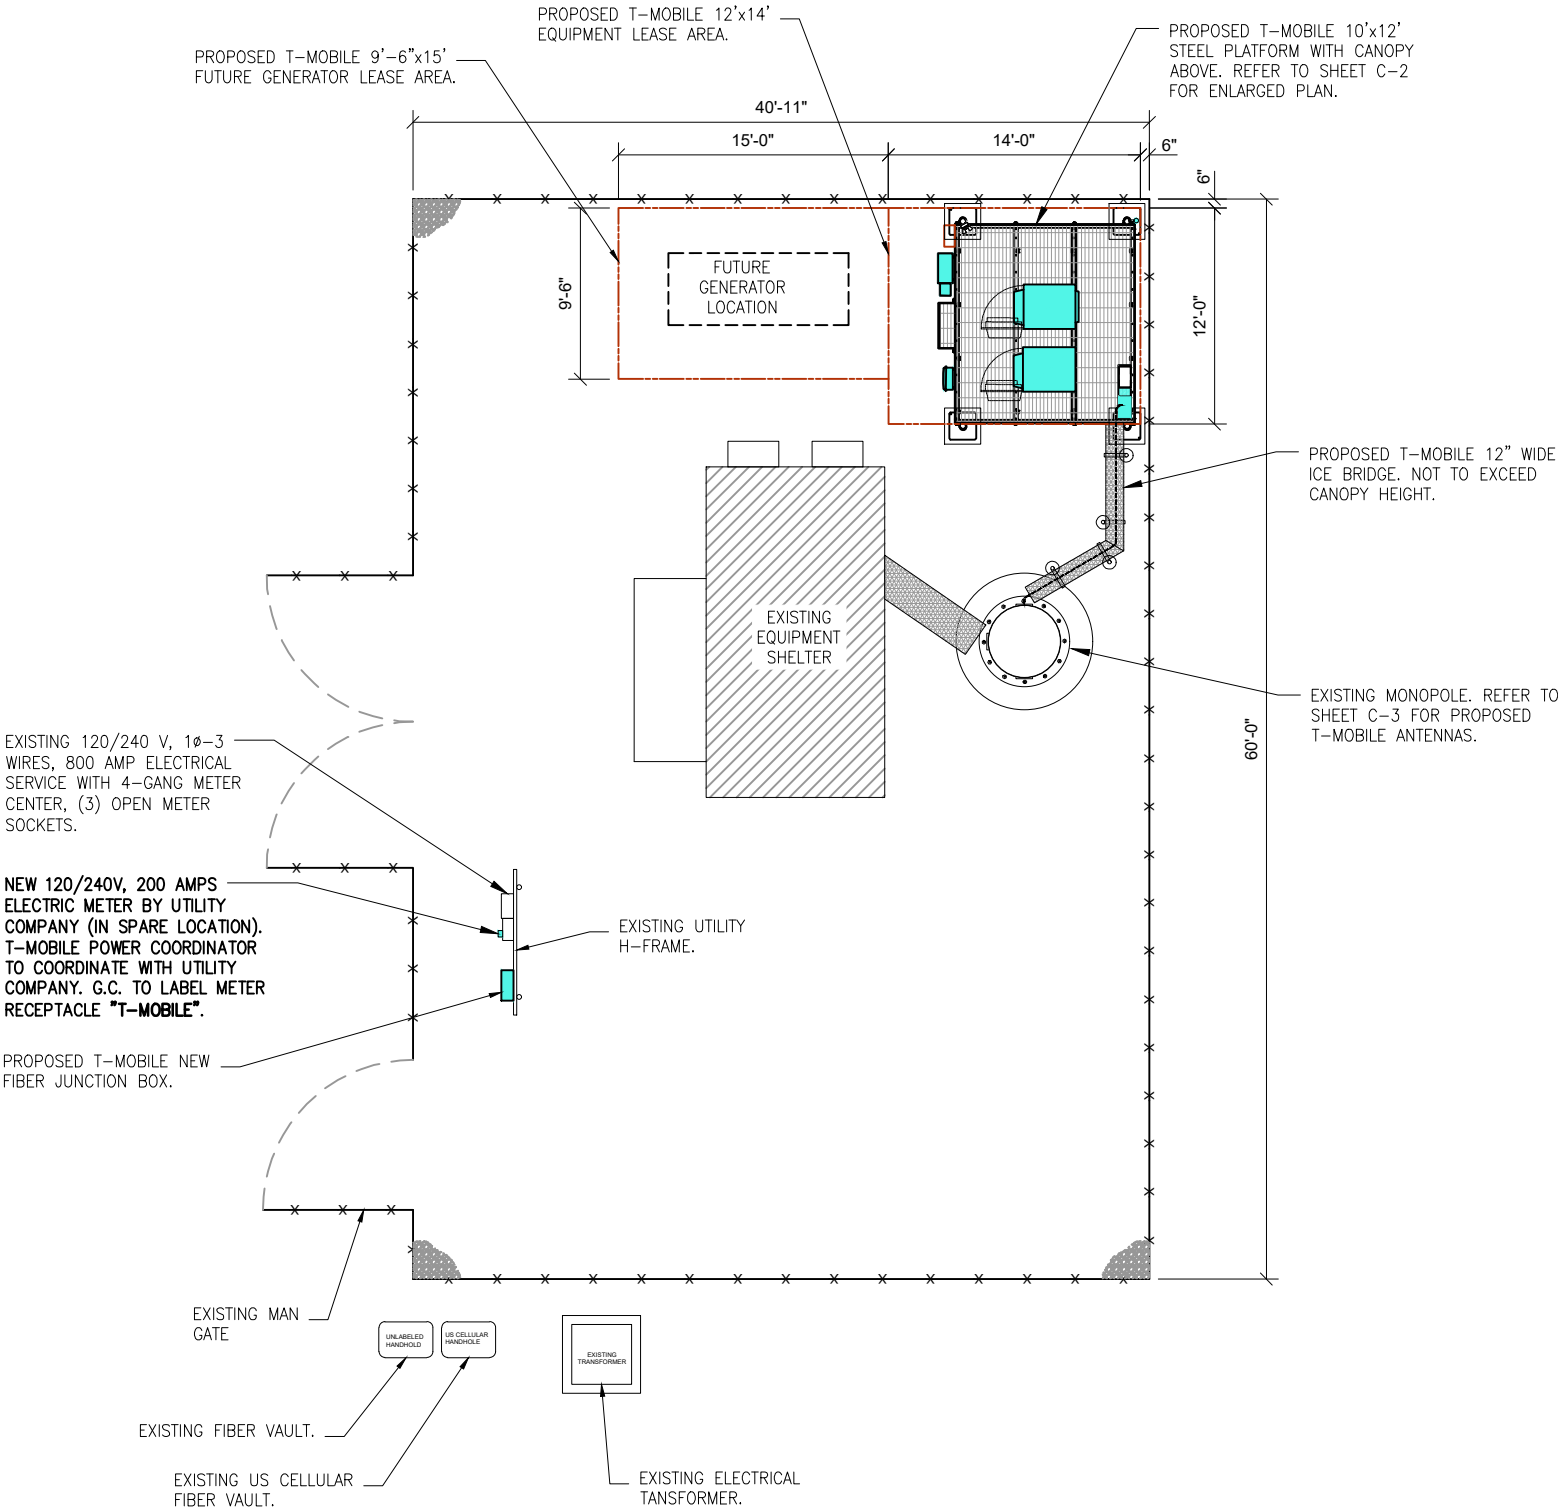 PROPOSED T-MOBILE 12'x14'
EQUIPMENT LEASE AREA.
PROPOSED T-MOBILE 10'x12'
STEEL PLATFORM WITH CANOPY
ABOVE. REFER TO SHEET C-2
FOR ENLARGED PLAN.
PROPOSED T-MOBILE 9'-6"x15'
FUTURE GENERATOR LEASE AREA.
40'-11"
15'-0"
14'-0"
6"
6"
9'-6"
FUTURE
GENERATOR
LOCATION
12'-0"
PROPOSED T-MOBILE 12" WIDE
ICE BRIDGE. NOT TO EXCEED
CANOPY HEIGHT.
EXISTING
EQUIPMENT
SHELTER
EXISTING MONOPOLE. REFER TO
SHEET C-3 FOR PROPOSED
T-MOBILE ANTENNAS.
60'-0"
EXISTING 120/240 V, 1ø-3
WIRES, 800 AMP ELECTRICAL
SERVICE WITH 4-GANG METER
CENTER, (3) OPEN METER
SOCKETS.
NEW 120/240V, 200 AMPS
ELECTRIC METER BY UTILITY
COMPANY (IN SPARE LOCATION).
T-MOBILE POWER COORDINATOR
TO COORDINATE WITH UTILITY
COMPANY. G.C. TO LABEL METER
RECEPTACLE "T-MOBILE".
EXISTING UTILITY
H-FRAME.
PROPOSED T-MOBILE NEW
FIBER JUNCTION BOX.
EXISTING MAN
GATE
UNLABELED
HANDHOLD
US CELLULAR
HANDHOLE
EXISTING
TRANSFORMER
EXISTING FIBER VAULT.
EXISTING US CELLULAR
FIBER VAULT.
EXISTING ELECTRICAL
TANSFORMER.